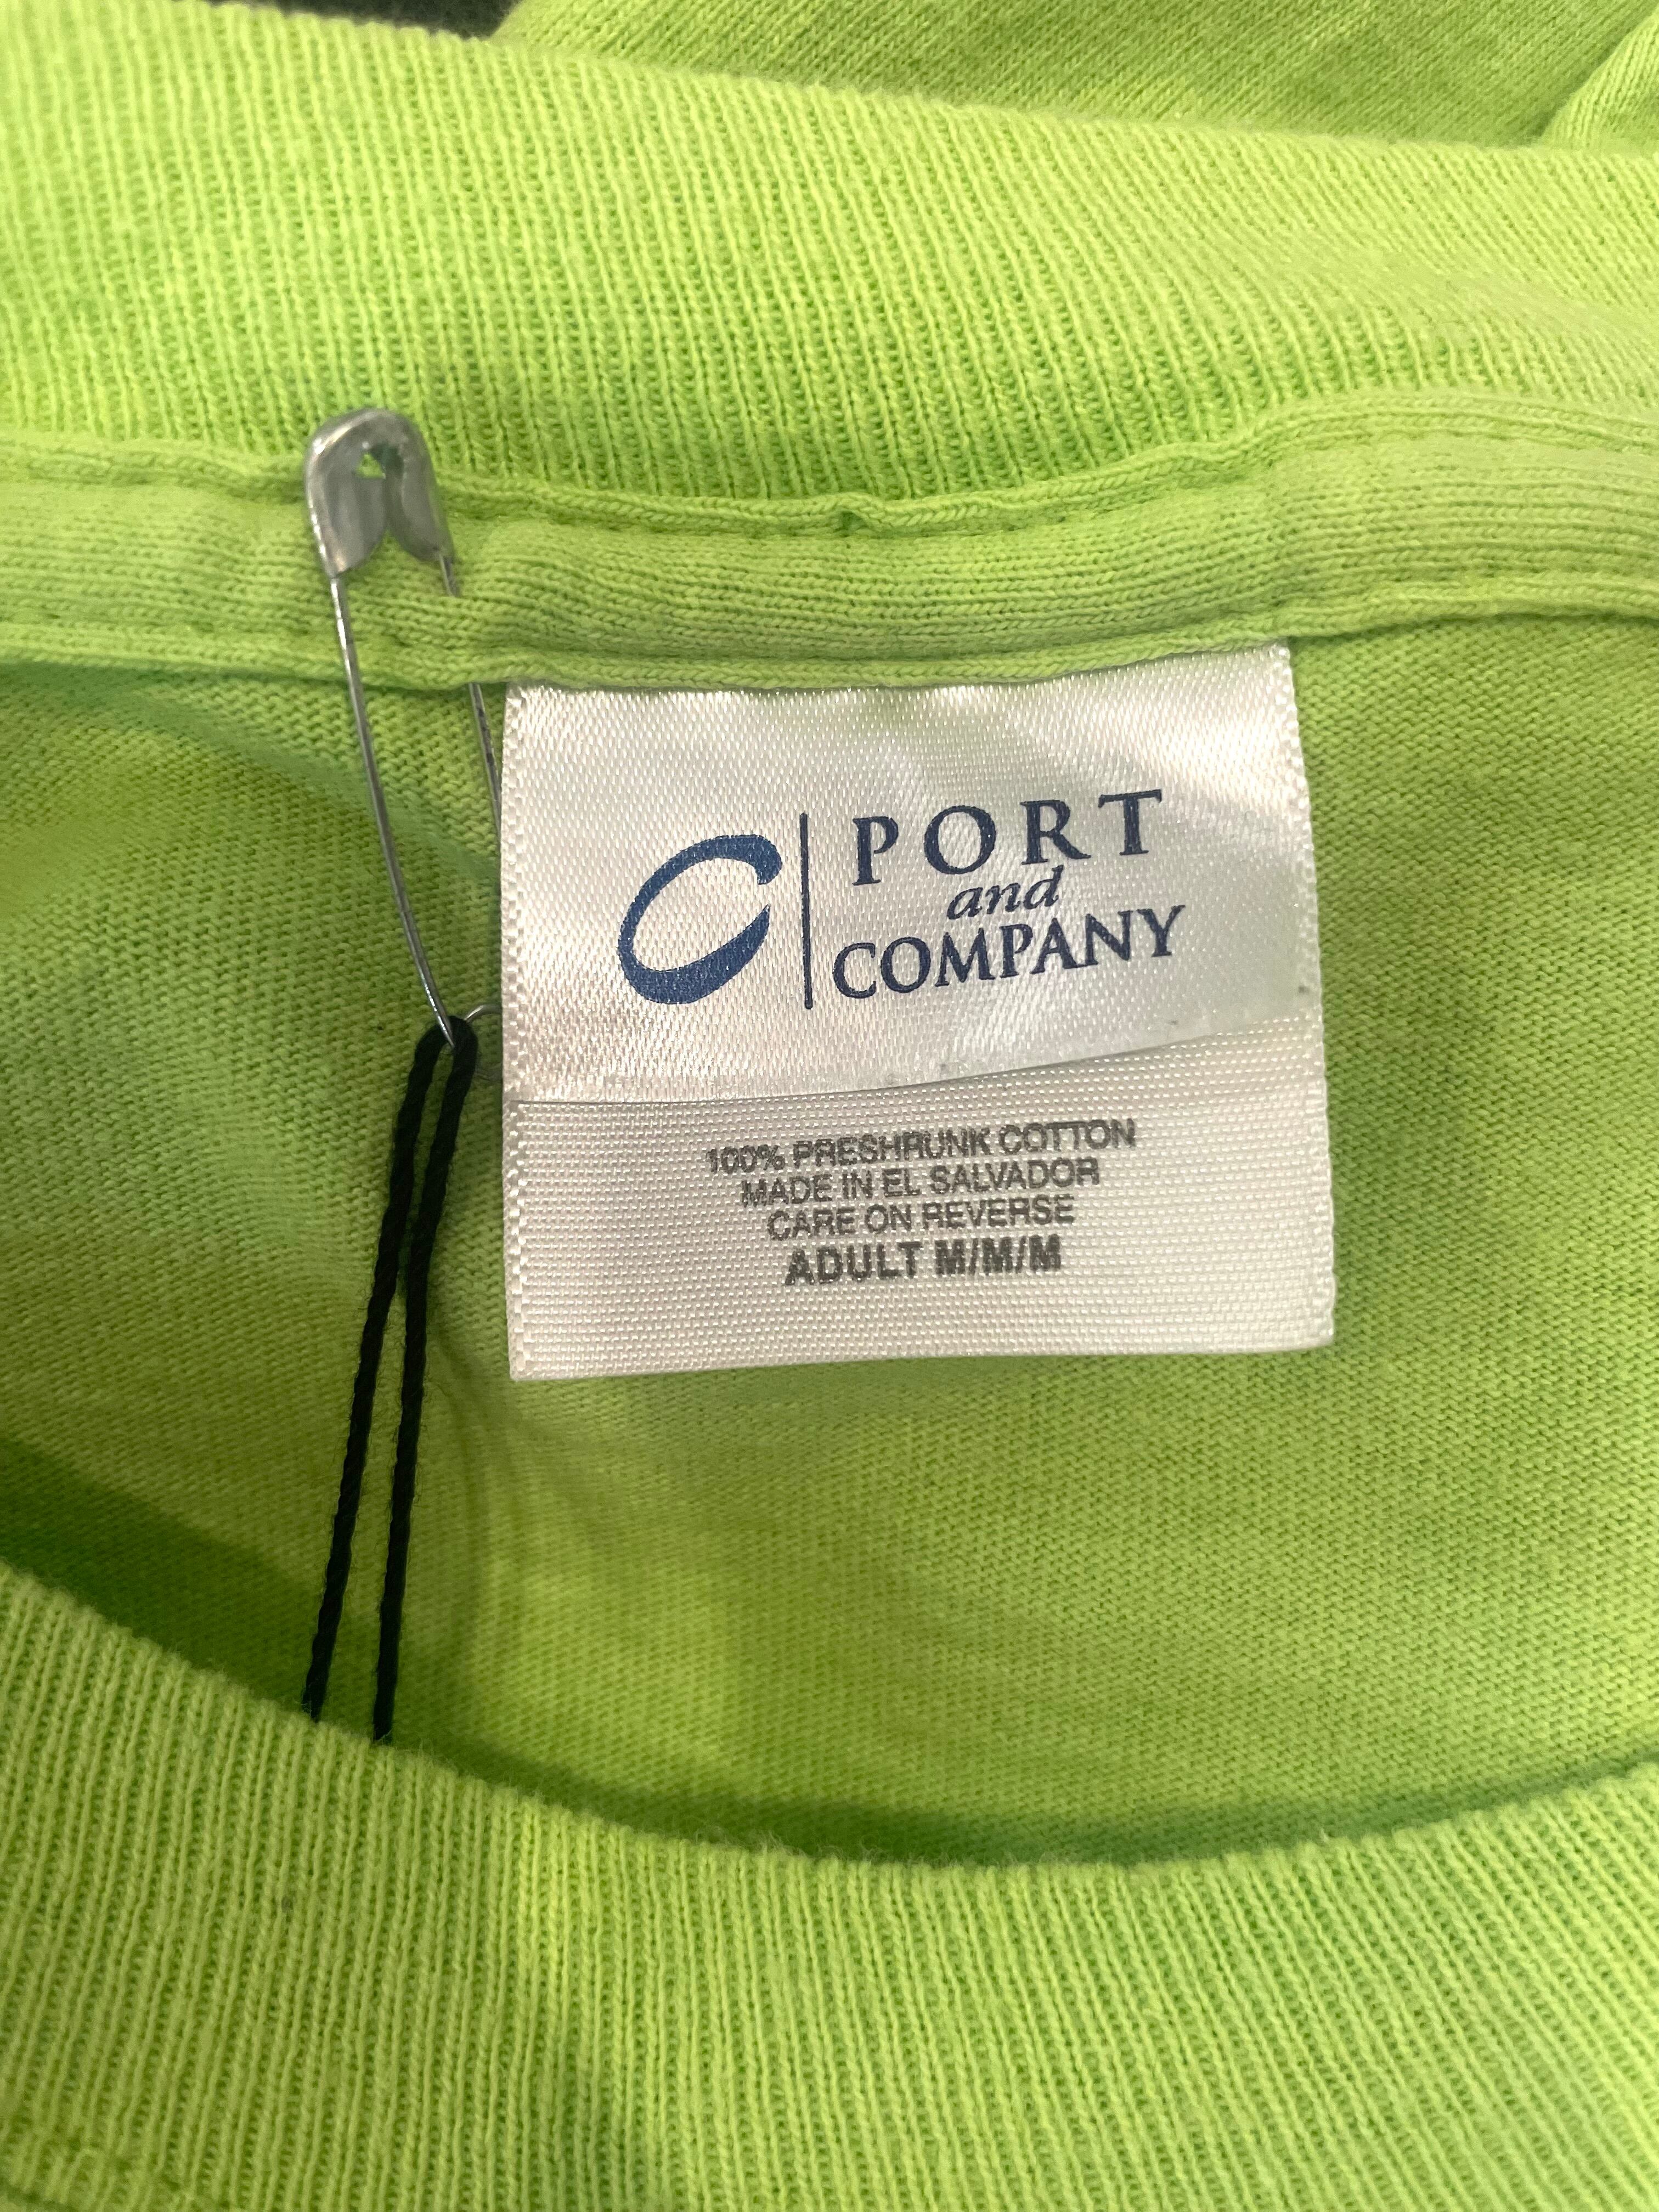 PORT
and
COMPANY
100% PRESHRUNK COTTON
MADE IN EL SALVADOR
CARE ON REVERSE
ADULT M/M/M